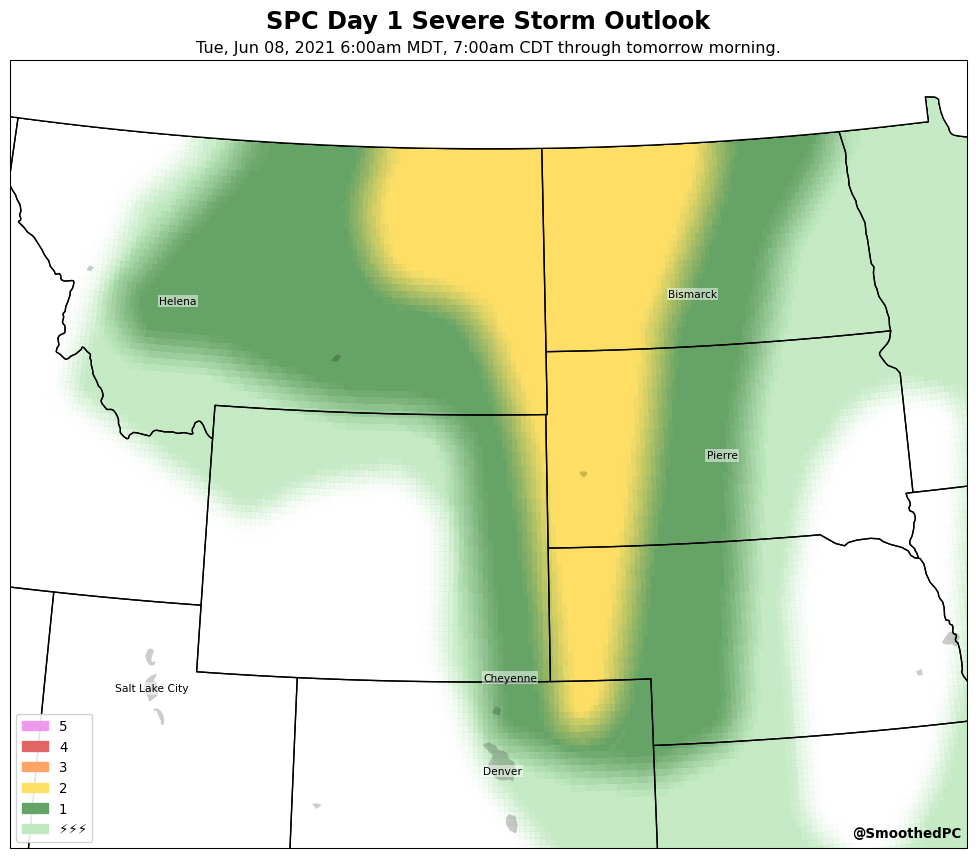 SPC Day 1 Severe Storm Outlook
Tue, Jun 08, 2021 6:00am MDT, 7:00am CDT through tomorrow morning.
Helena
Bismarck
Pierre
Cheyenne
Salt Lake City
Denver
5
4
3
2
1
⚡⚡⚡
@SmoothedPC